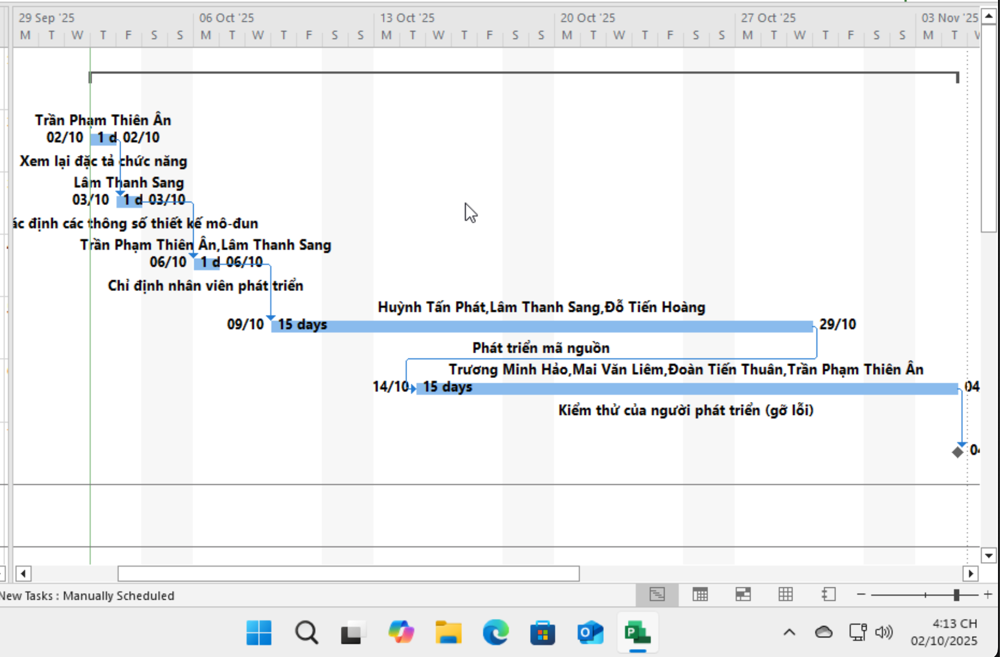 29 Sep '25 06 Oct '25 13 Oct '25 20 Oct '25 27 Oct '25 03 Nov '25
M T W T F S S M T W T F S S M T W T F S S M T W T F S S M T W T F S S M T W
Trần Phạm Thiên Ân
02/10 1 d 02/10
Xem lại đặc tả chức năng
Lâm Thanh Sang
03/10 1 d 03/10
ác định các thông số thiết kế mô-đun
Trần Phạm Thiên Ân,Lâm Thanh Sang
06/10 1 d 06/10
Chỉ định nhân viên phát triển
Huỳnh Tấn Phát,Lâm Thanh Sang,Đỗ Tiến Hoàng
09/10 15 days 29/10
Phát triển mã nguồn
Trương Minh Hảo,Mai Văn Liêm,Đoàn Tiến Thuân,Trần Phạm Thiên Ân
14/10 15 days 04
Kiểm thử của người phát triển (gỡ lỗi)
04
New Tasks : Manually Scheduled
4:13 CH
02/10/2025